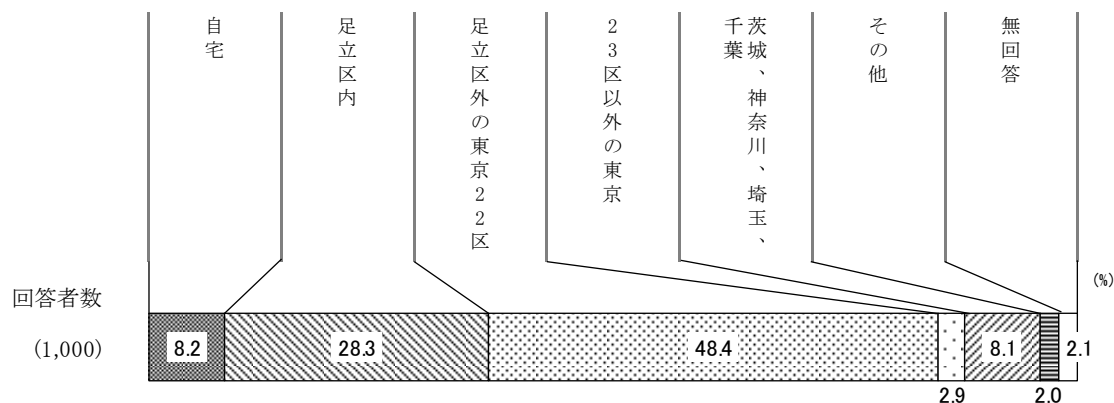 自宅
足立区内
足立区外の東京22区
23区以外の東京
茨城、神奈川、埼玉、
千葉
その他
無回答
(%)
回答者数
(1,000)
8.2
28.3
48.4
2.9
8.1
2.0
2.1